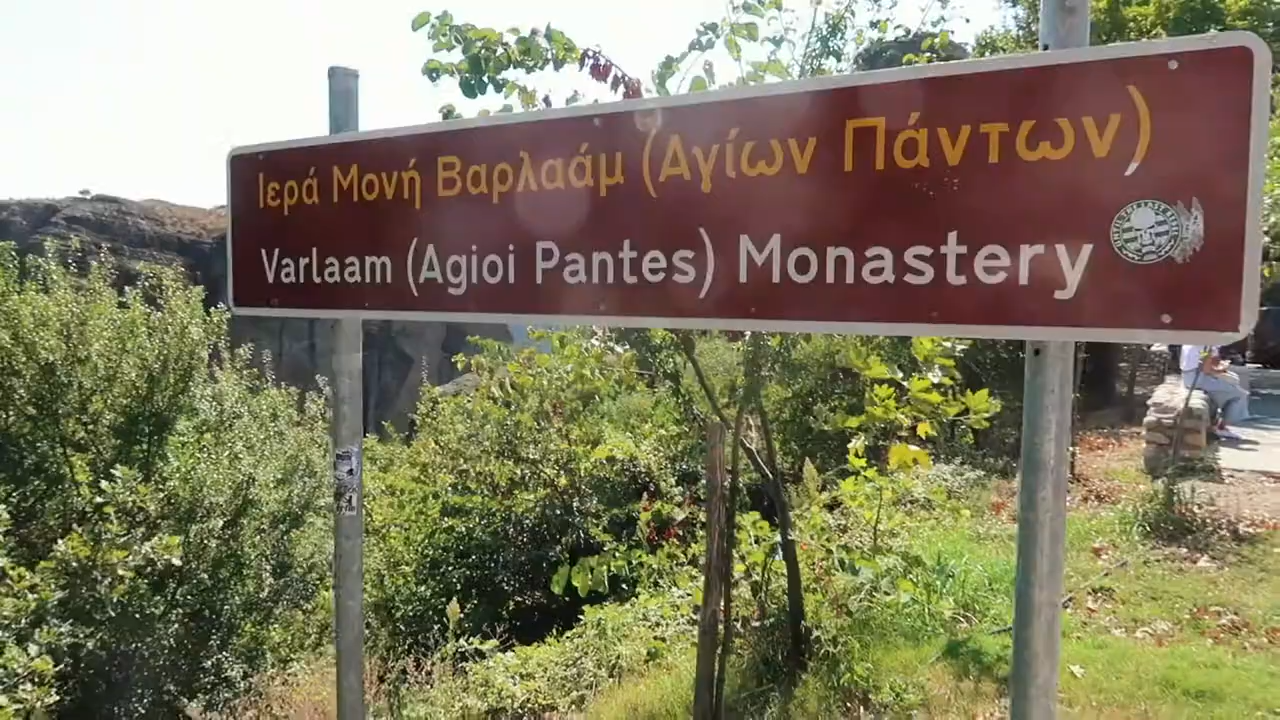 Ιερά Μονή Βαρλαάμ (Αγίων Πάντων)
Varlaam (Agioi Pantes) Monastery